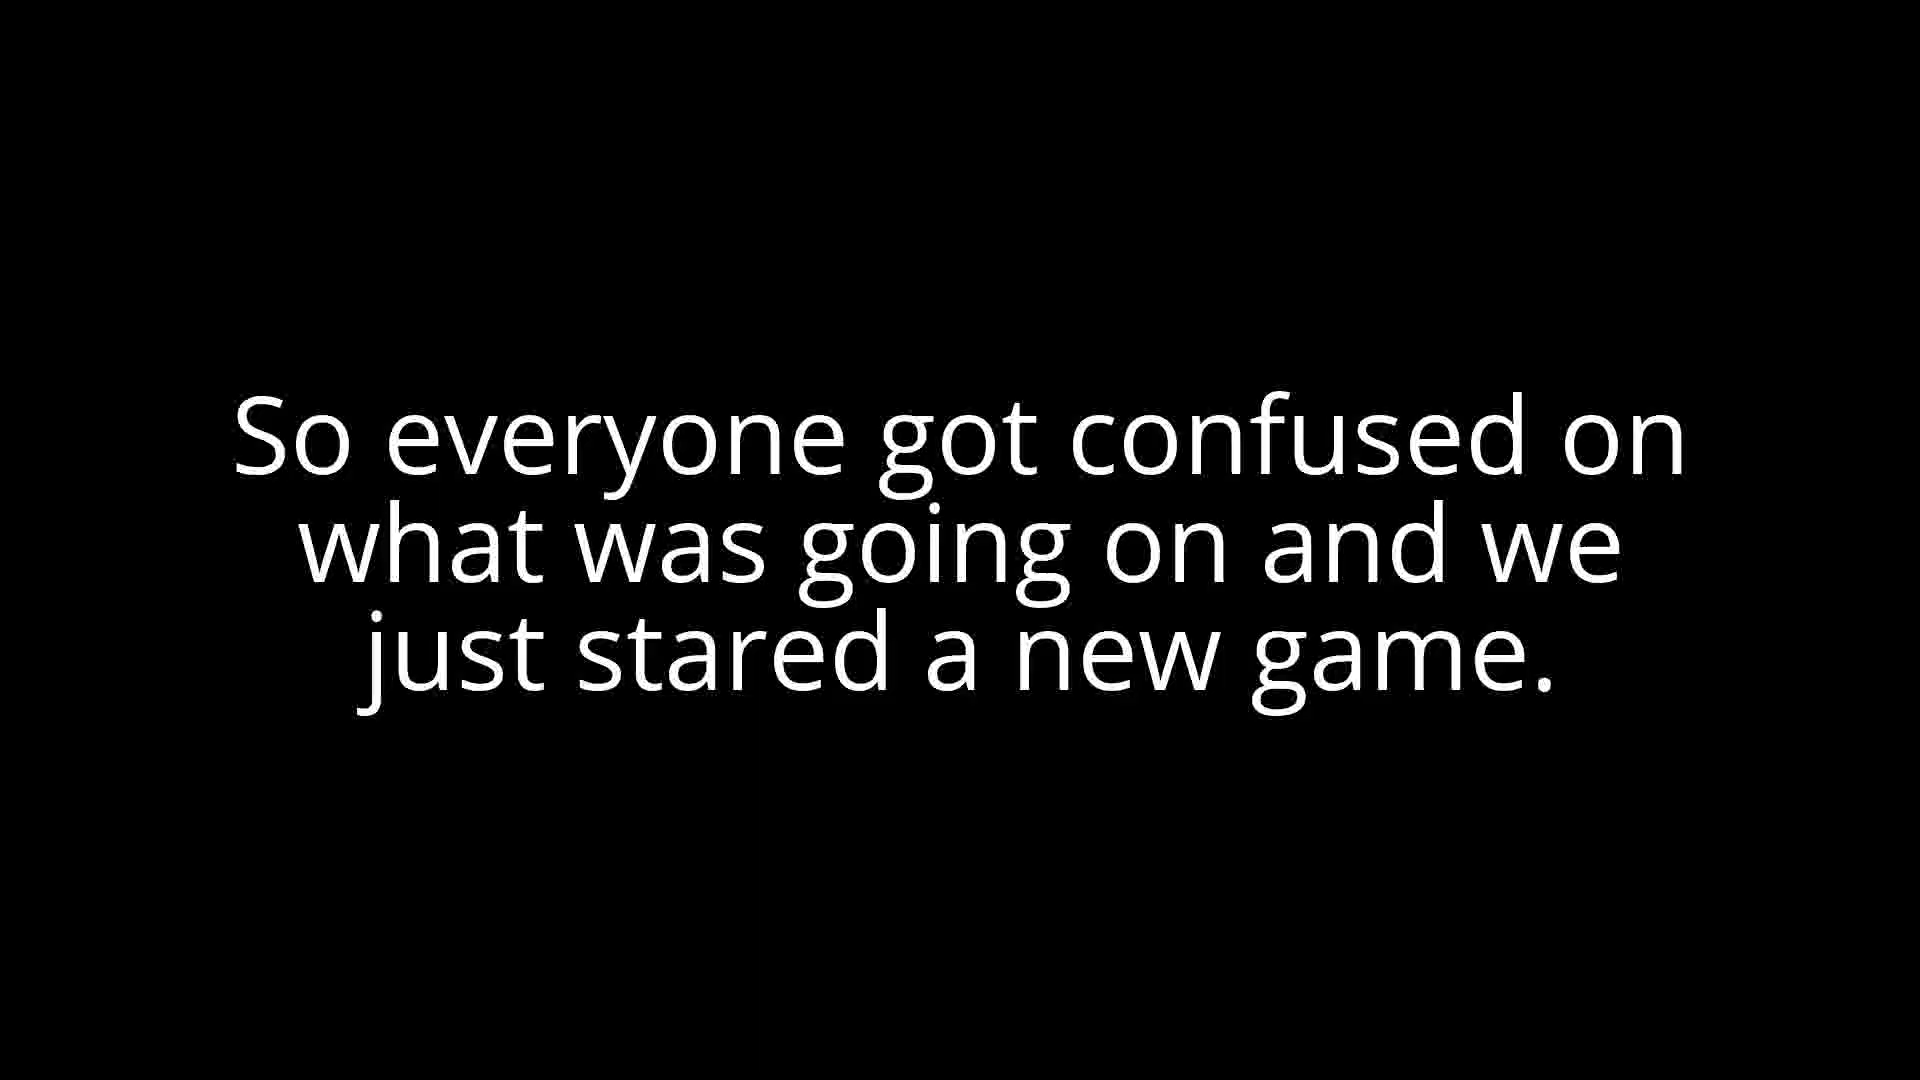 So everyone got confused on
what was going on and we
just stared a new game.